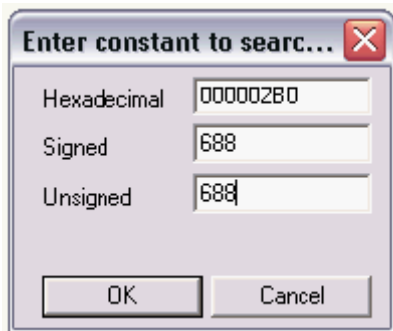 Enter constant to searc...
Hexadecimal 000002B0
Signed 688
Unsigned 688
OK Cancel